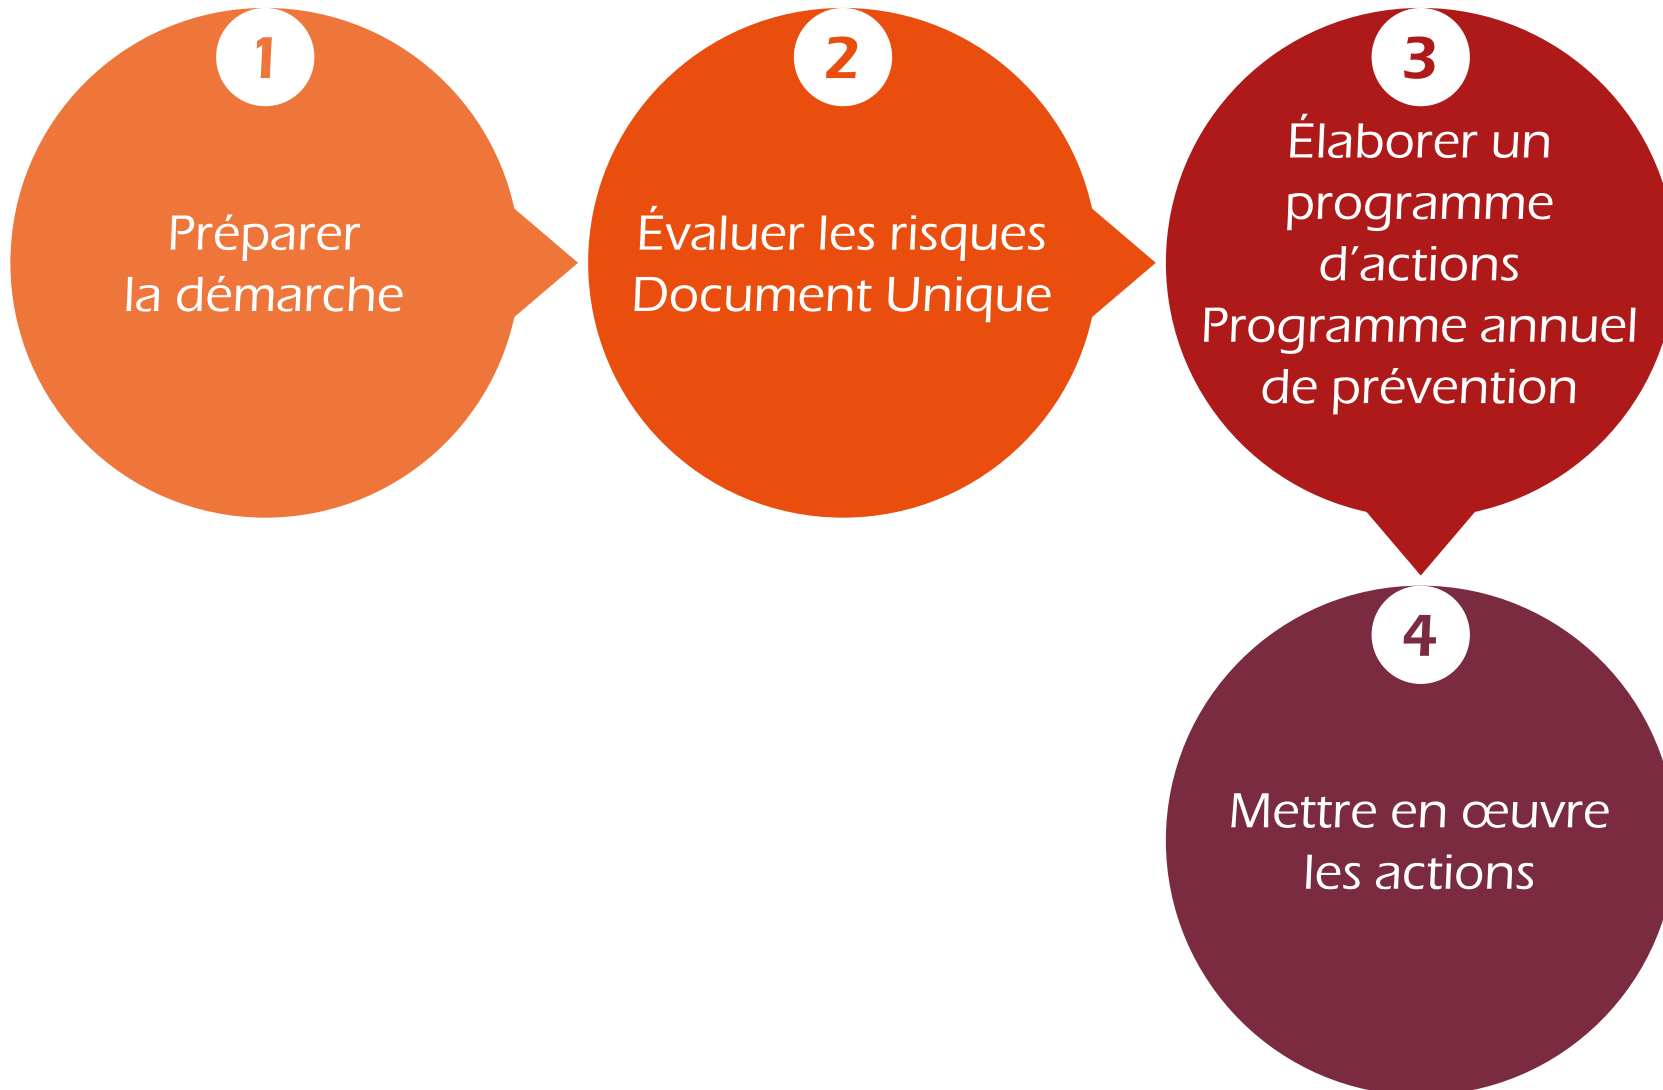 1
Préparer
la démarche
2
Évaluer les risques
Document Unique
3
Élaborer un
programme
d’actions
Programme annuel
de prévention
4
Mettre en œuvre
les actions